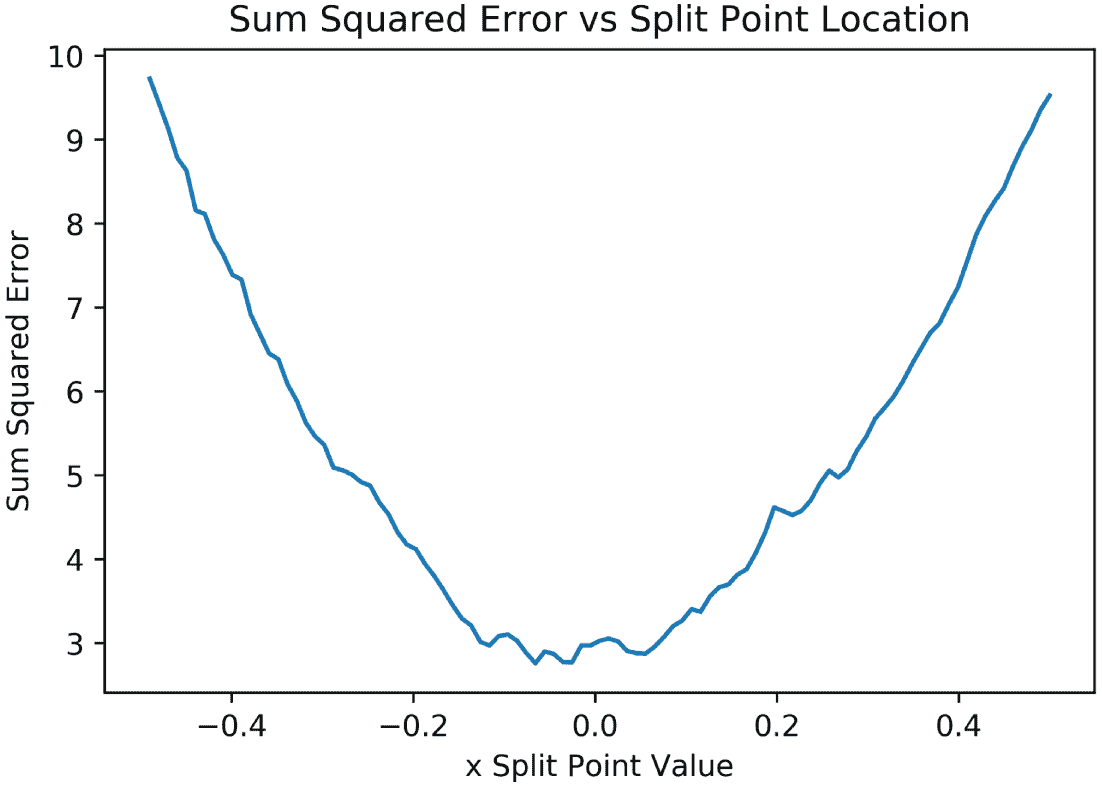 Sum Squared Error vs Split Point Location
10
9
8
7
6
5
4
3
Sum Squared Error
−0.4 −0.2 0.0 0.2 0.4
x Split Point Value